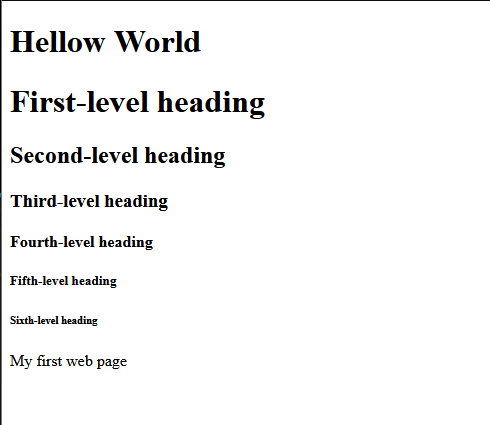 Hellow World
First-level heading
Second-level heading
Third-level heading
Fourth-level heading
Fifth-level heading
Sixth-level heading
My first web page